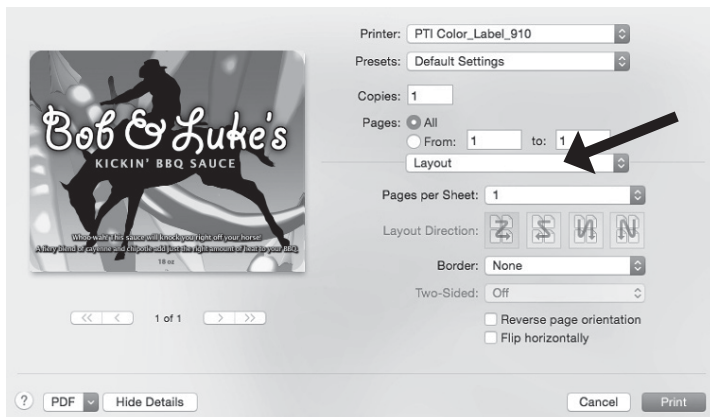 Printer: PTI Color_Label_910
Presets: Default Settings
Copies: 1
Pages: All
From: 1 to: 1
Layout
Pages per Sheet: 1
Layout Direction:
Border: None
Two-Sided: Off
Reverse page orientation
Flip horizontally
Bob & Luke's
KICKIN' BBQ SAUCE
Whoo-wah! This sauce will knock you right off your horse!
A fiery blend of cayenne and chipotle add just the right amount of heat to your BBQ.
18 oz
<< < 1 of 1 > >>
? PDF Hide Details Cancel Print